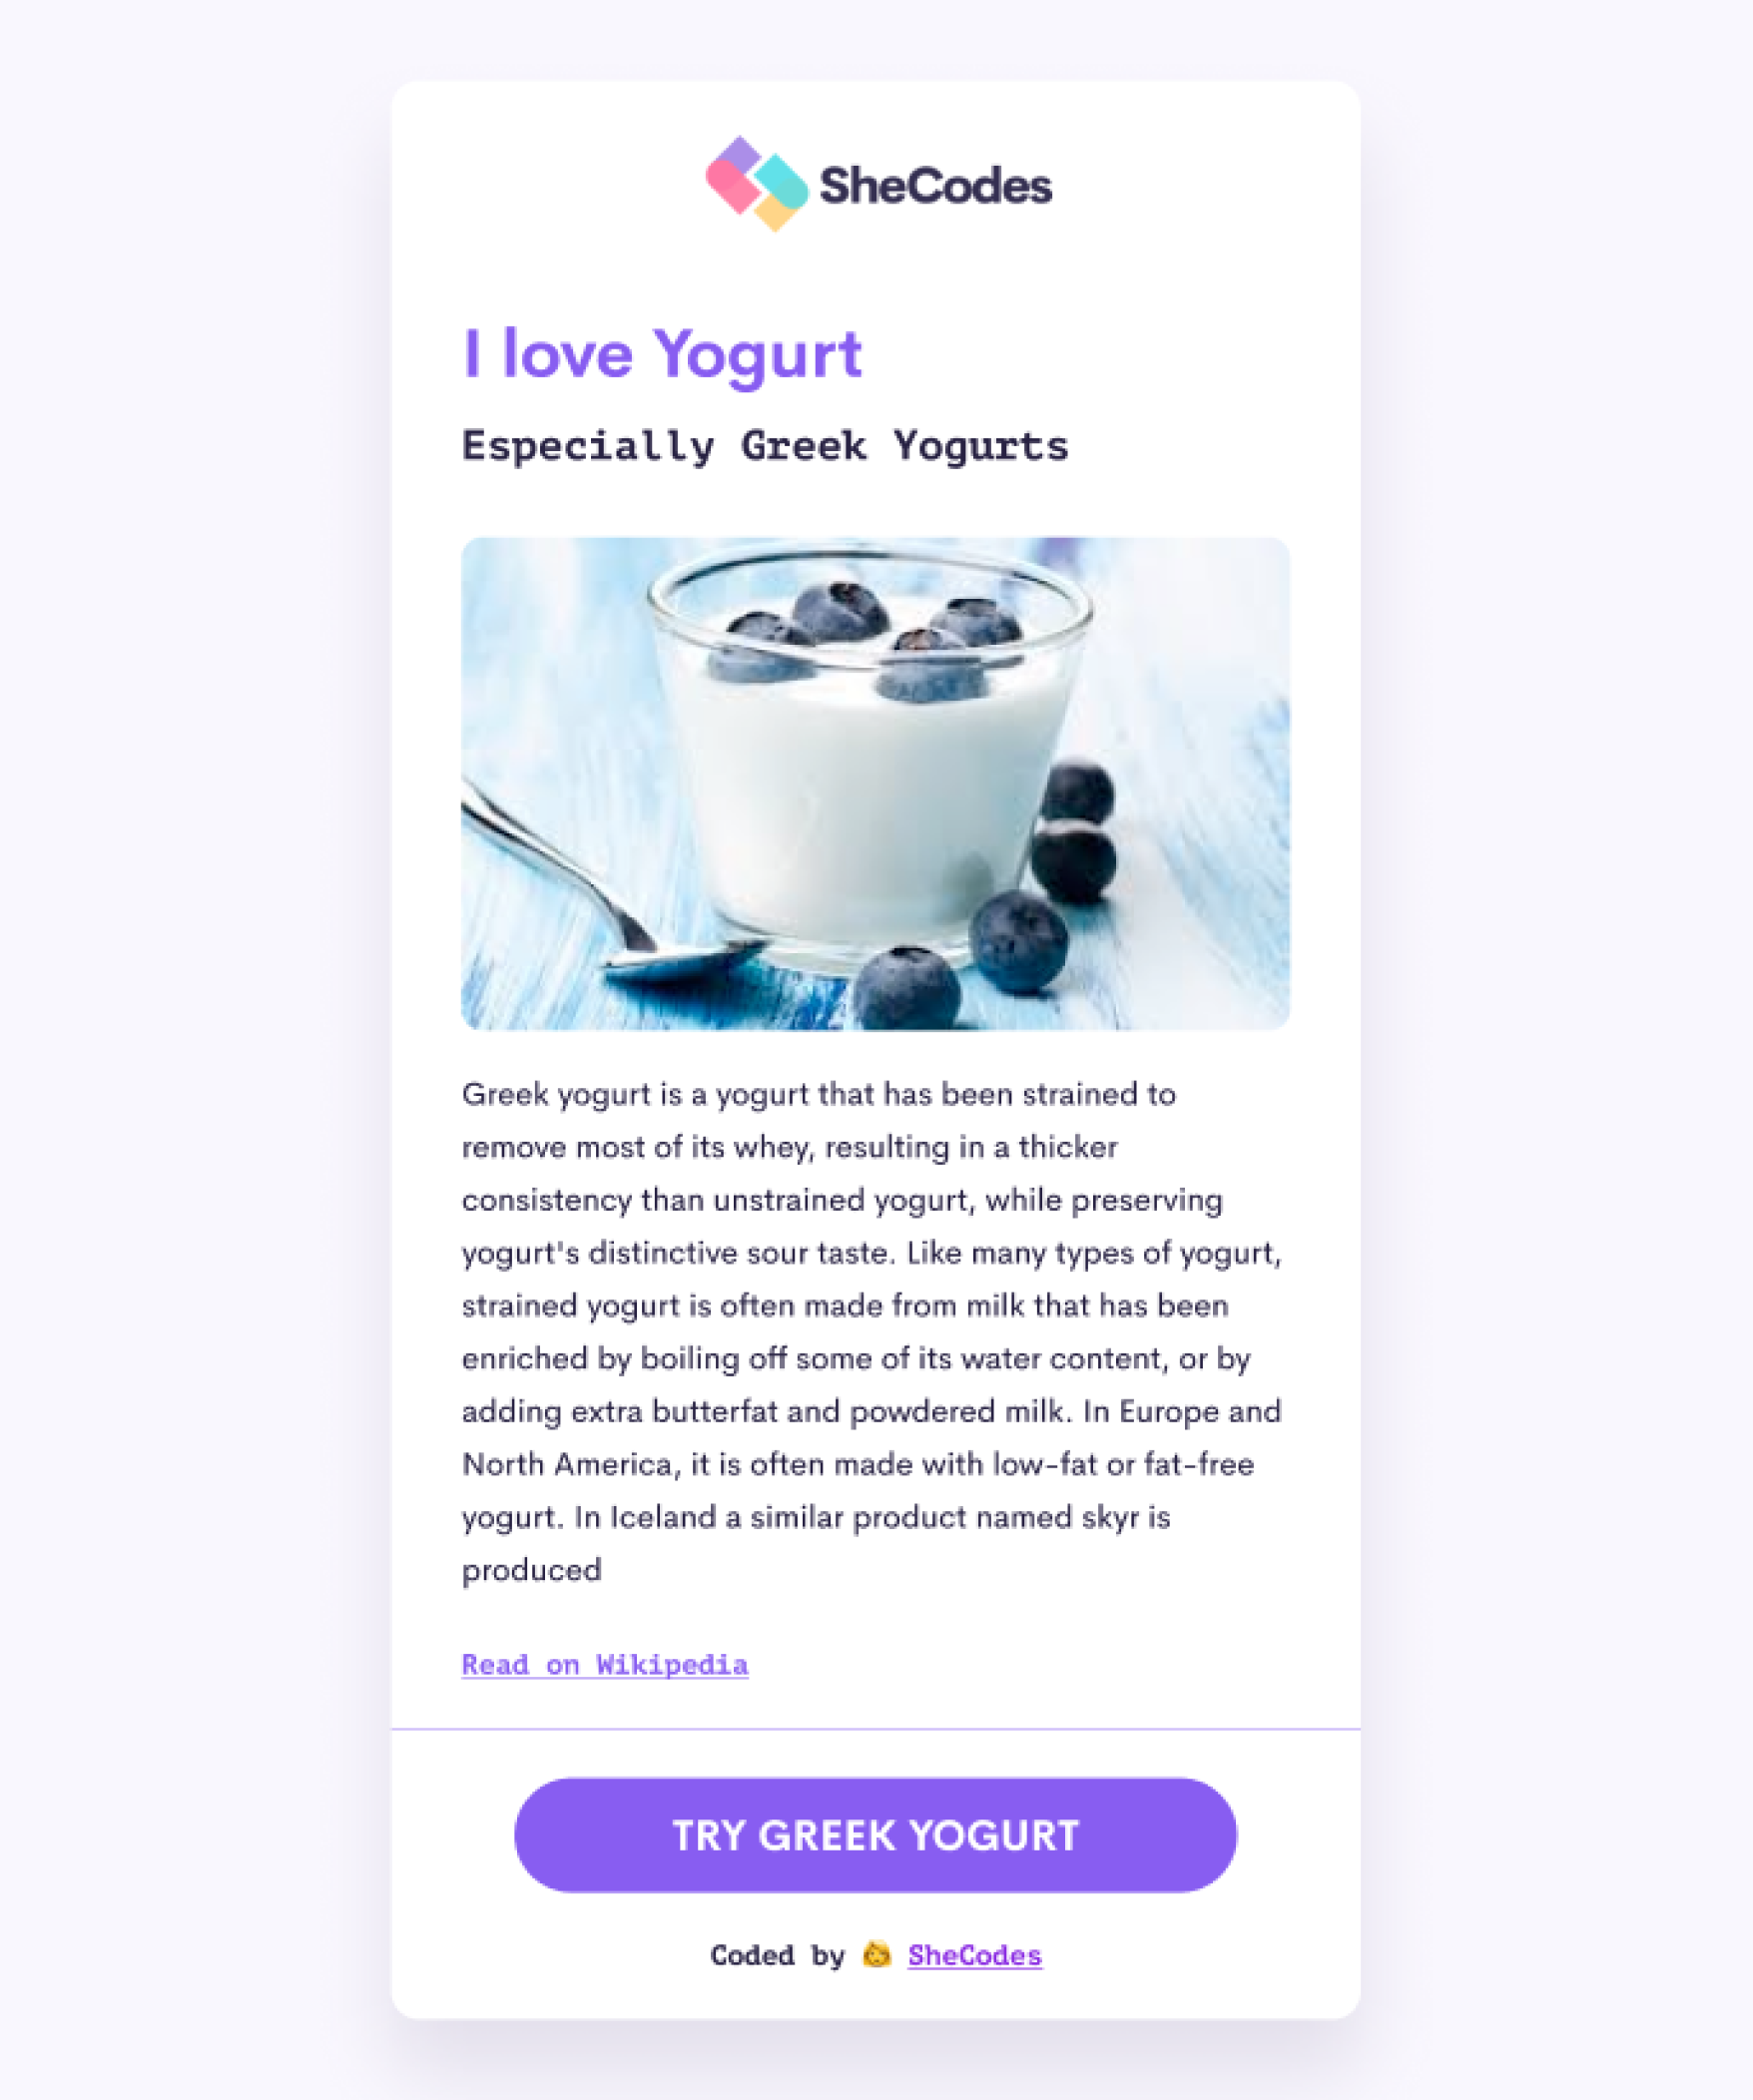 SheCodes
I love Yogurt
Especially Greek Yogurts
Greek yogurt is a yogurt that has been strained to
remove most of its whey, resulting in a thicker
consistency than unstrained yogurt, while preserving
yogurt's distinctive sour taste. Like many types of yogurt,
strained yogurt is often made from milk that has been
enriched by boiling off some of its water content, or by
adding extra butterfat and powdered milk. In Europe and
North America, it is often made with low-fat or fat-free
yogurt. In Iceland a similar product named skyr is
produced
Read on Wikipedia
TRY GREEK YOGURT
Coded by 👩 SheCodes